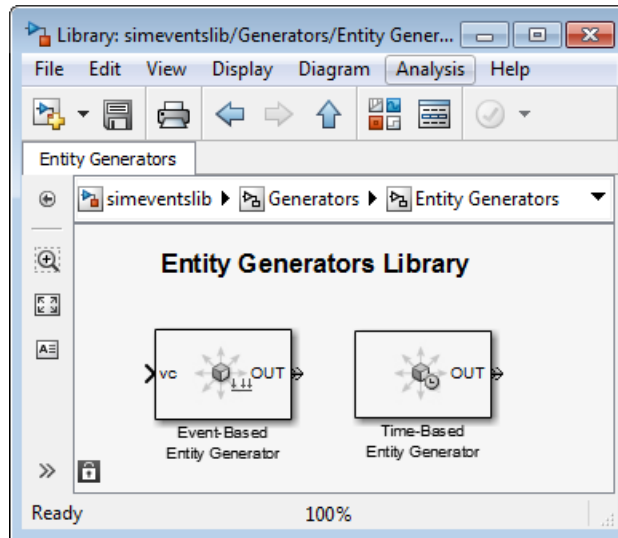 Library: simeventslib/Generators/Entity Gener...
File Edit View Display Diagram Analysis Help
Entity Generators
simeventslib Generators Entity Generators
Entity Generators Library
vc OUT OUT
Event-Based Time-Based
Entity Generator Entity Generator
Ready 100%